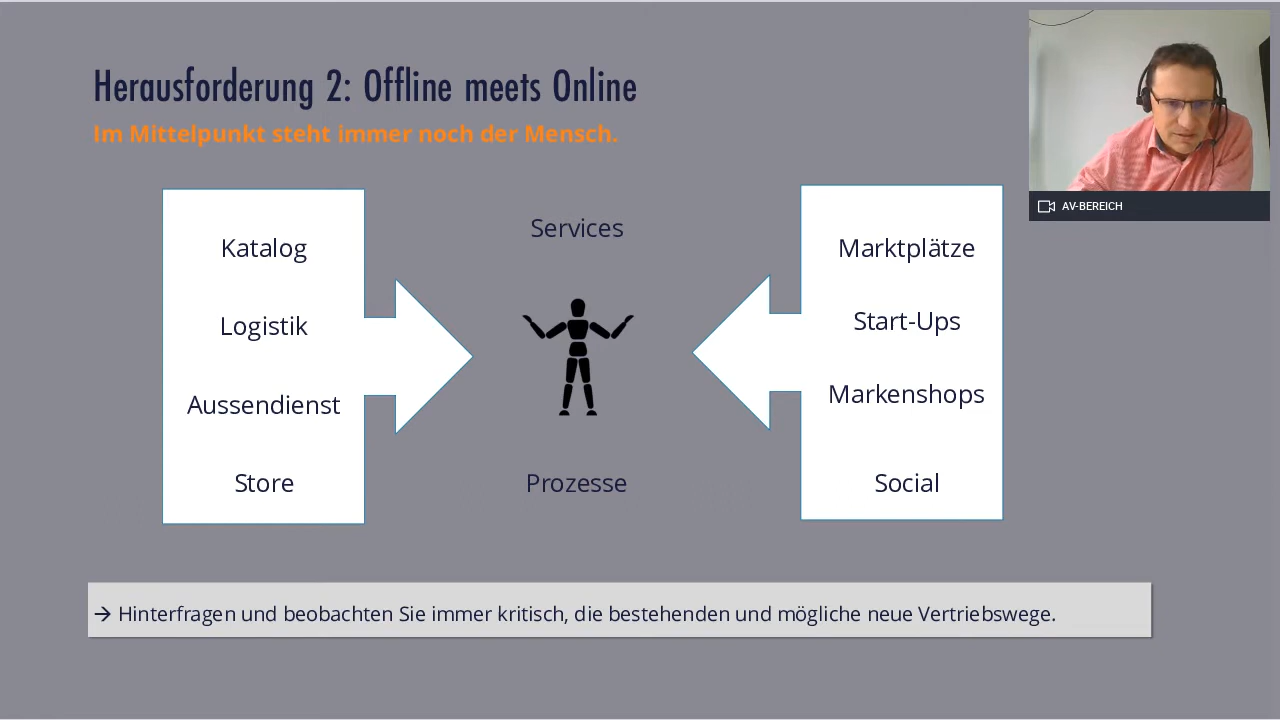 Herausforderung 2: Offline meets Online
Im Mittelpunkt steht immer noch der Mensch.
AV-BEREICH
Katalog
Logistik
Aussendienst
Store
Services
Prozesse
Marktplätze
Start-Ups
Markenshops
Social
→ Hinterfragen und beobachten Sie immer kritisch, die bestehenden und mögliche neue Vertriebswege.